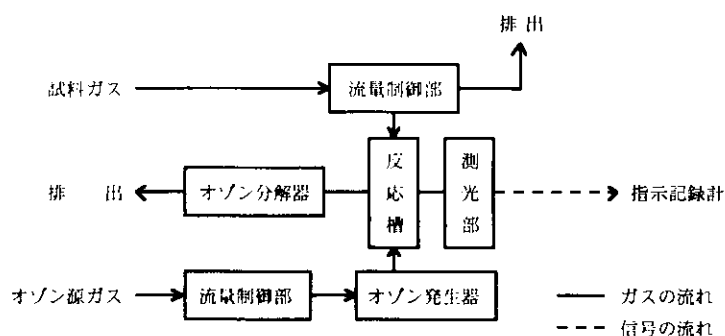 排出
試料ガス
流量制御部
反応槽
測光部
排出
オゾン分解器
指示記録計
オゾン源ガス
流量制御部
オゾン発生器
ガスの流れ
信号の流れ